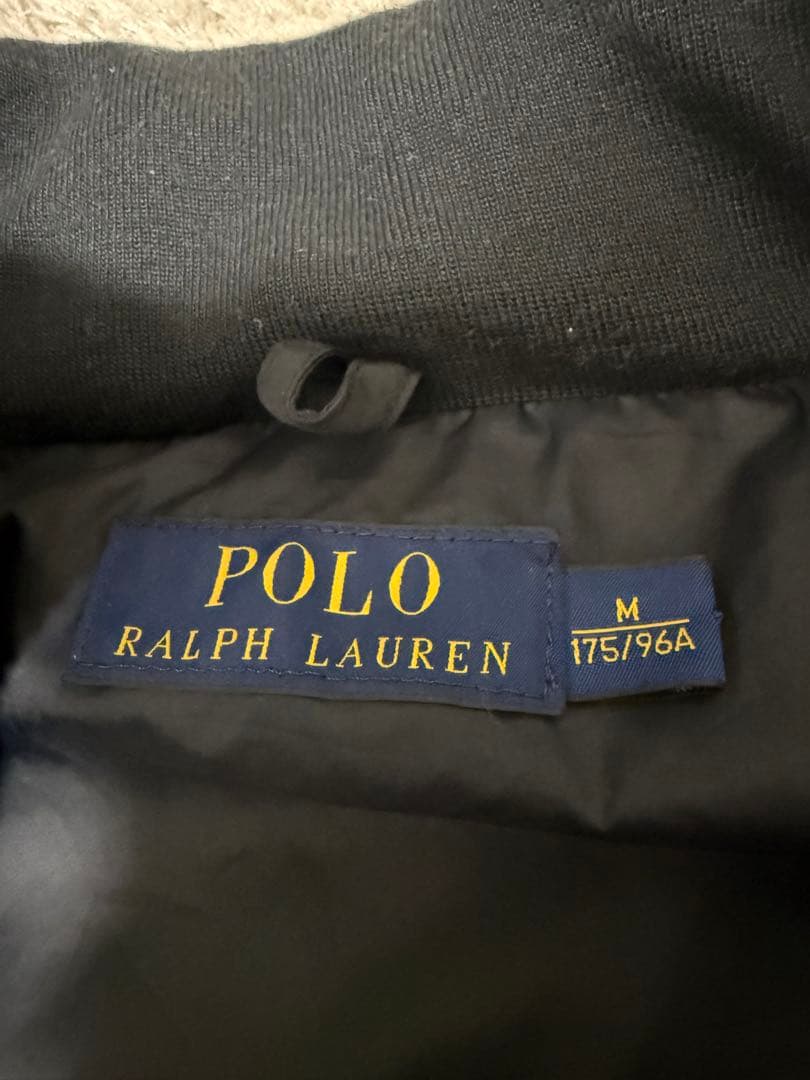 POLO
RALPH LAUREN
M
175/96A